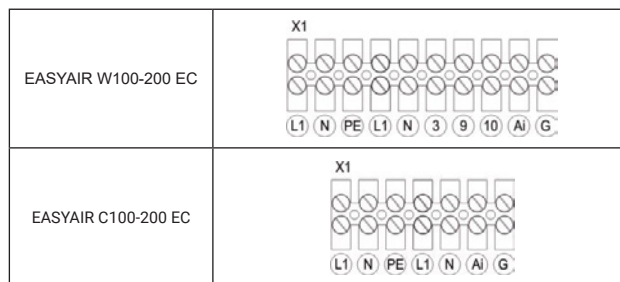 X1
EASYAIR W100-200 EC
L1 N PE L1 N 3 9 10 Ai G
X1
EASYAIR C100-200 EC
L1 N PE L1 N Ai G